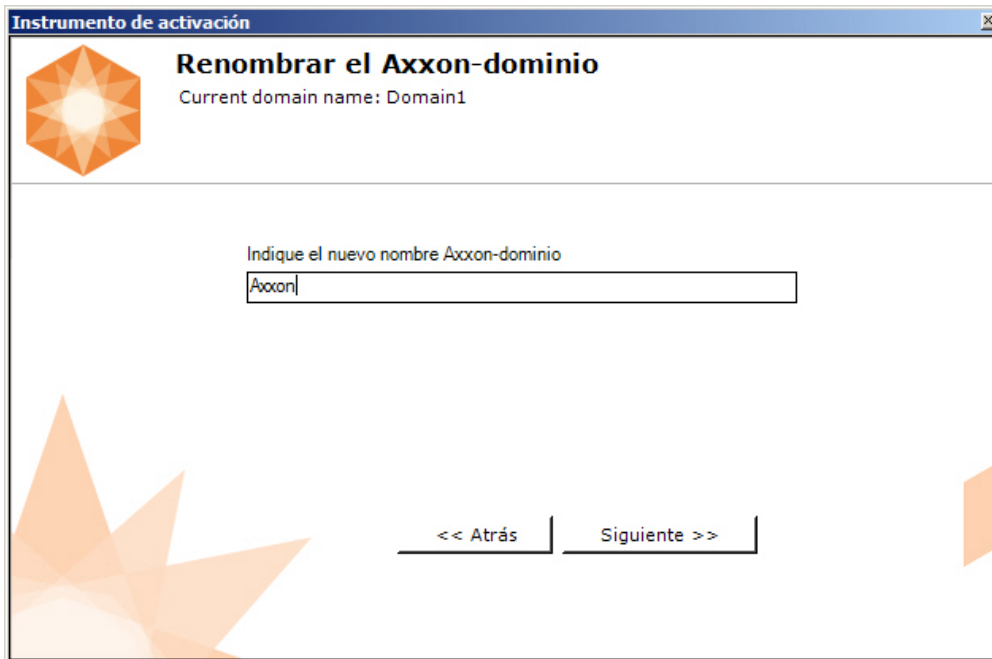 Instrumento de activación
Renombrar el Axxon-dominio
Current domain name: Domain1
Indique el nuevo nombre Axxon-dominio
Axxon
<< Atrás
Siguiente >>